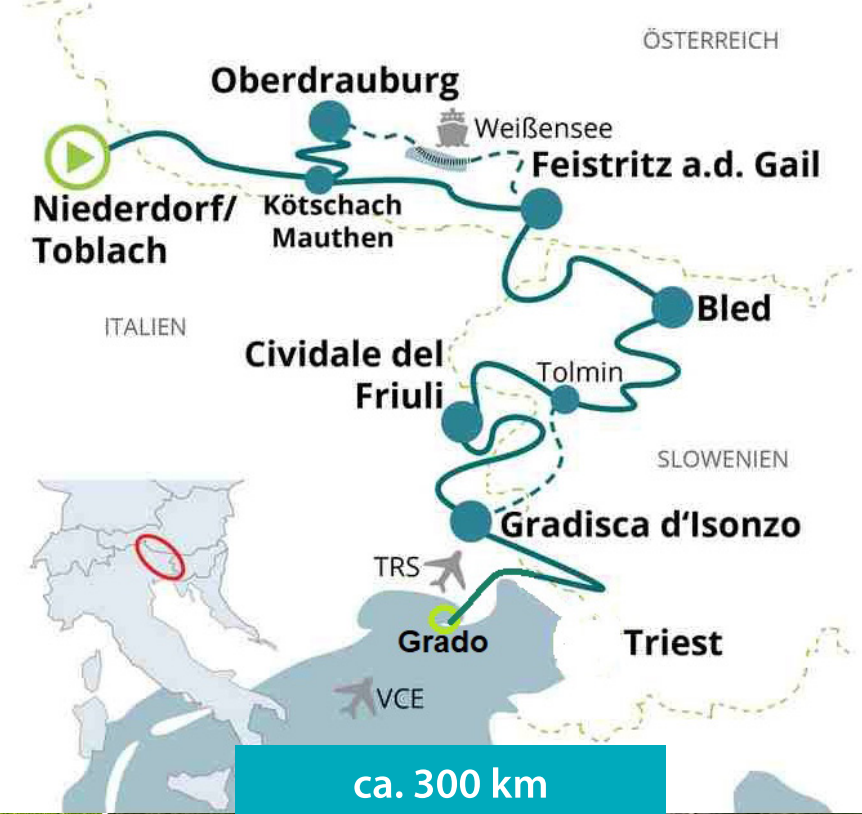 ÖSTERREICH
Oberdrauburg
Weißensee
Feistritz a.d. Gail
Niederdorf/
Toblach
Kötschach
Mauthen
Bled
ITALIEN
Cividale del
Friuli
Tolmin
SLOWENIEN
Gradisca d‘Isonzo
TRS
Grado
Triest
VCE
ca. 300 km